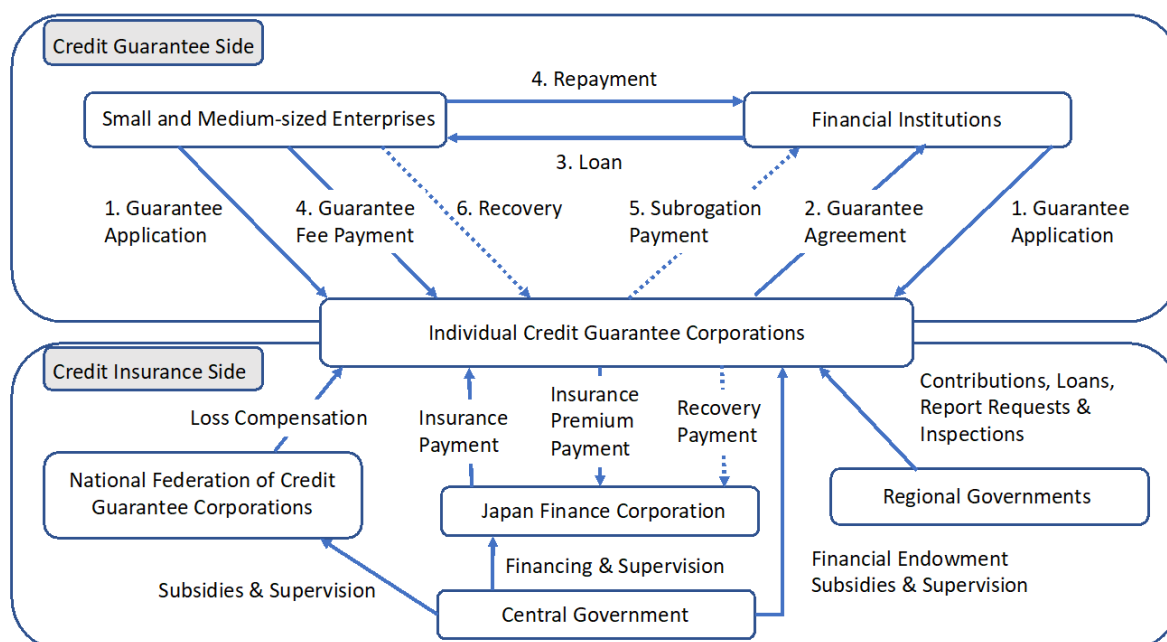 Credit Guarantee Side
4. Repayment
Small and Medium-sized Enterprises
Financial Institutions
3. Loan
1. Guarantee
Application
4. Guarantee
Fee Payment
6. Recovery
5. Subrogation
Payment
2. Guarantee
Agreement
1. Guarantee
Application
Individual Credit Guarantee Corporations
Credit Insurance Side
Loss Compensation
Insurance
Payment
Insurance
Premium
Payment
Recovery
Payment
Contributions, Loans,
Report Requests &
Inspections
National Federation of Credit
Guarantee Corporations
Japan Finance Corporation
Regional Governments
Subsidies & Supervision
Financing & Supervision
Financial Endowment
Subsidies & Supervision
Central Government